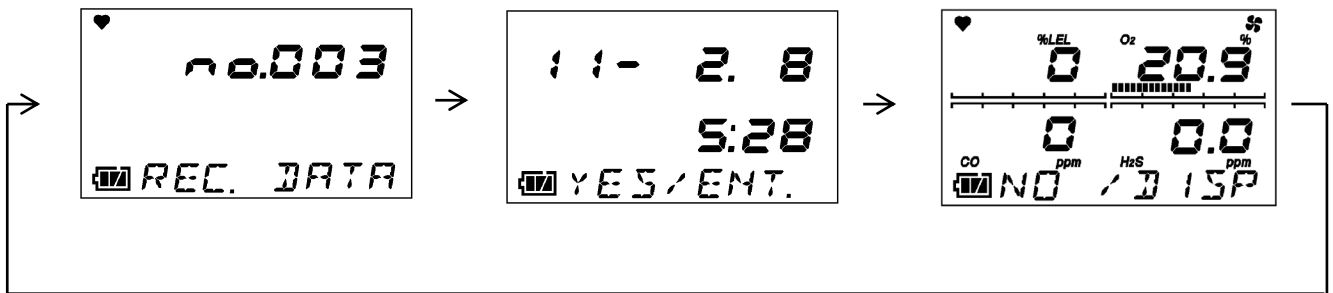 no.003
REC. DATA
11- 2. 8
5:28
YES/ENT.
%LEL O2 %
0 20.9
0 0.0
CO ppm H2S ppm
NO /DISP